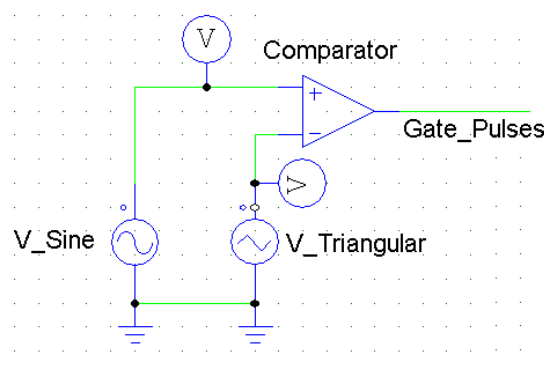 V
Comparator
+
Gate_Pulses
−
V
V_Sine
V_Triangular